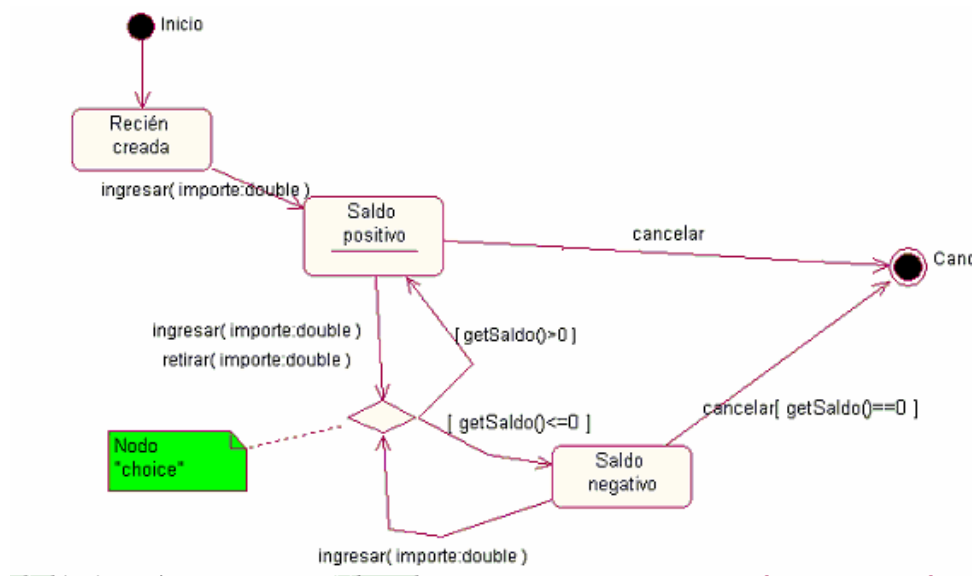 Inicio
Recién
creada
ingresar( importe:double )
Saldo
positivo
cancelar
ingresar( importe:double )
retirar( importe:double )
[ getSaldo()>0 ]
[ getSaldo()<=0 ]
cancelar[ getSaldo()==0 ]
Nodo
"choice"
Saldo
negativo
ingresar( importe:double )